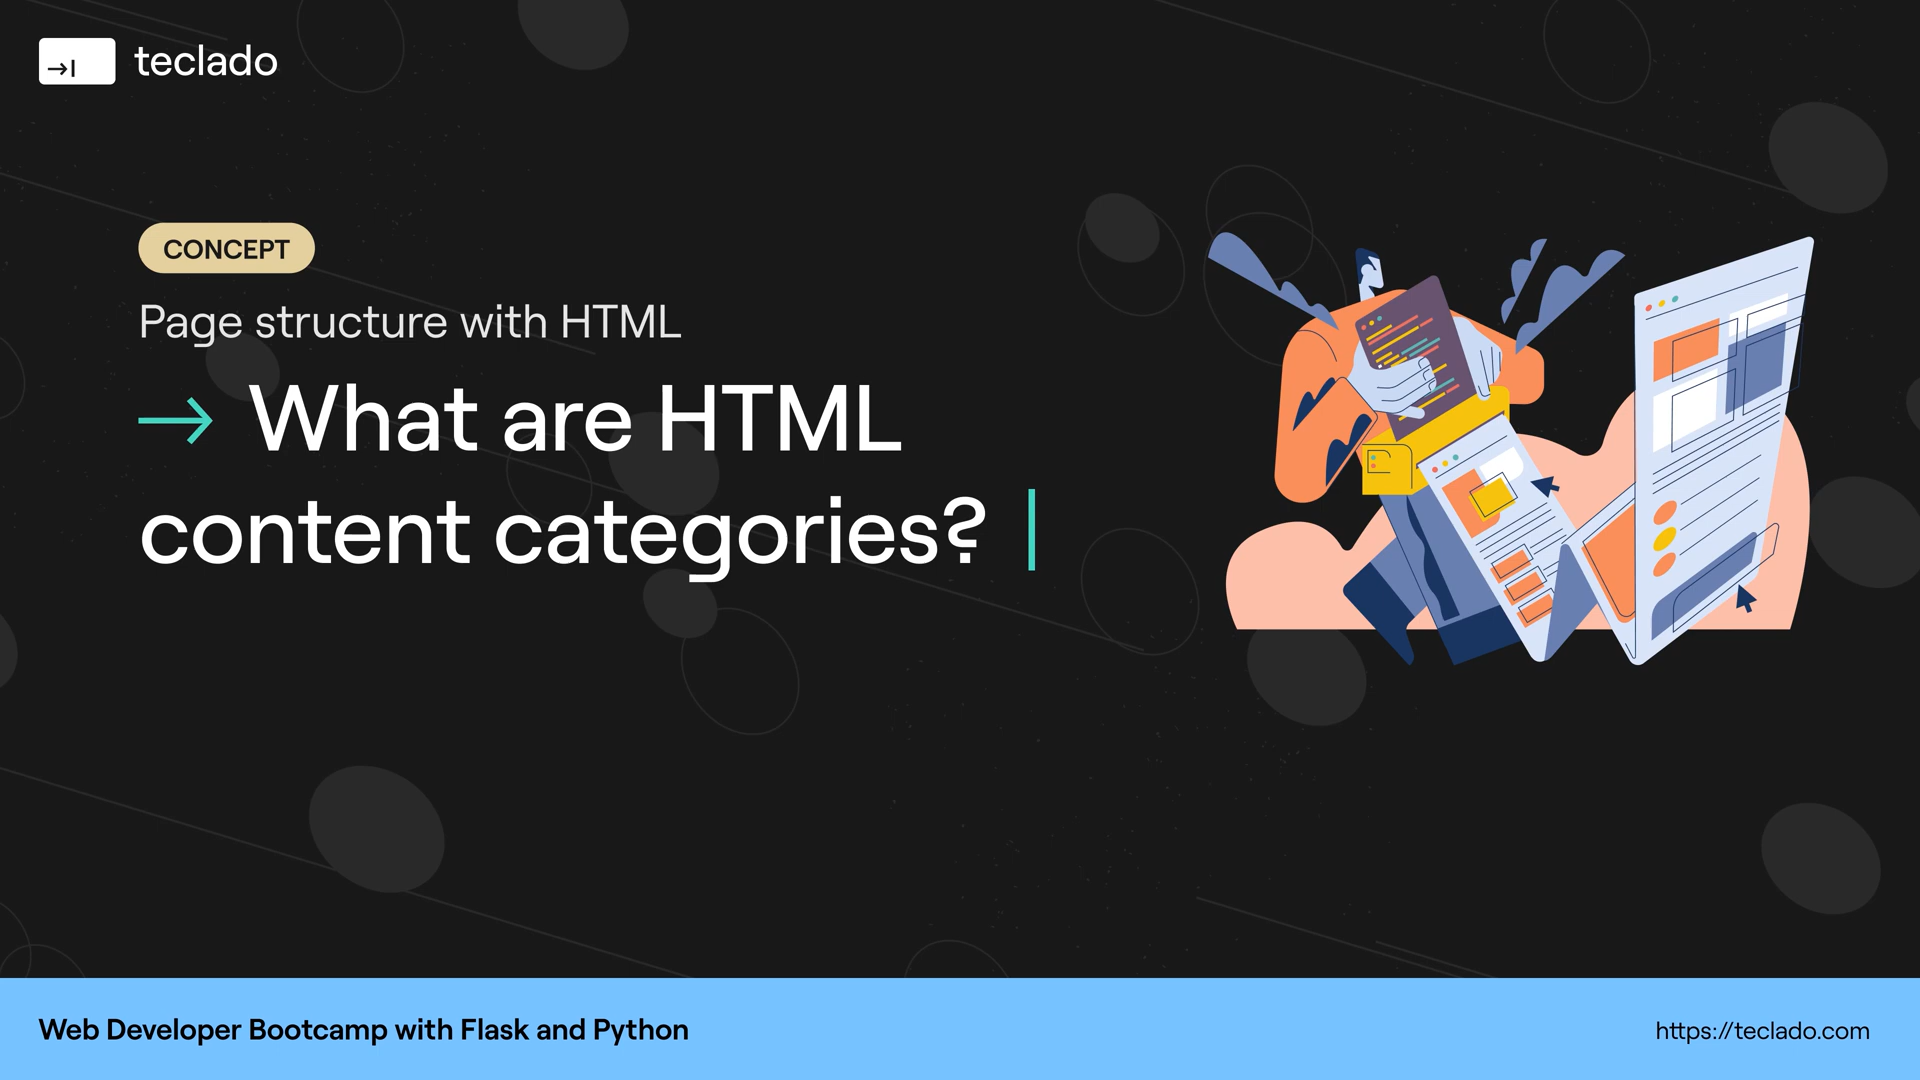 teclado
CONCEPT
Page structure with HTML
→ What are HTML
content categories?
Web Developer Bootcamp with Flask and Python
https://teclado.com